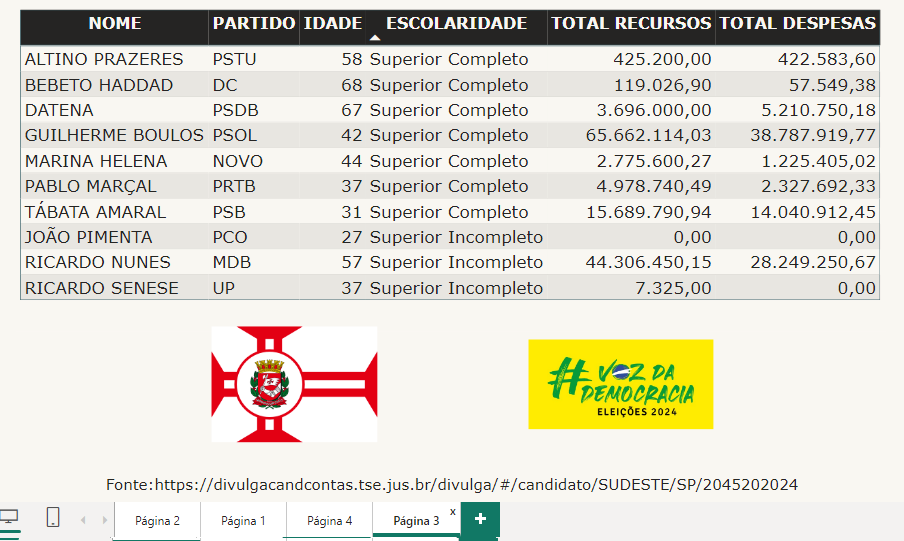 NOME PARTIDO IDADE ESCOLARIDADE TOTAL RECURSOS TOTAL DESPESAS
ALTINO PRAZERES PSTU 58 Superior Completo 425.200,00 422.583,60
BEBETO HADDAD DC 68 Superior Completo 119.026,90 57.549,38
DATENA PSDB 67 Superior Completo 3.696.000,00 5.210.750,18
GUILHERME BOULOS PSOL 42 Superior Completo 65.662.114,03 38.787.919,77
MARINA HELENA NOVO 44 Superior Completo 2.775.600,27 1.225.405,02
PABLO MARÇAL PRTB 37 Superior Completo 4.978.740,49 2.327.692,33
TÁBATA AMARAL PSB 31 Superior Completo 15.689.790,94 14.040.912,45
JOÃO PIMENTA PCO 27 Superior Incompleto 0,00 0,00
RICARDO NUNES MDB 57 Superior Incompleto 44.306.450,15 28.249.250,67
RICARDO SENESE UP 37 Superior Incompleto 7.325,00 0,00
# VOZ DA
DEMOCRACIA
ELEIÇÕES 2024
Fonte:https://divulgacandcontas.tse.jus.br/divulga/#/candidato/SUDESTE/SP/2045202024
Página 2 Página 1 Página 4 Página 3 x +